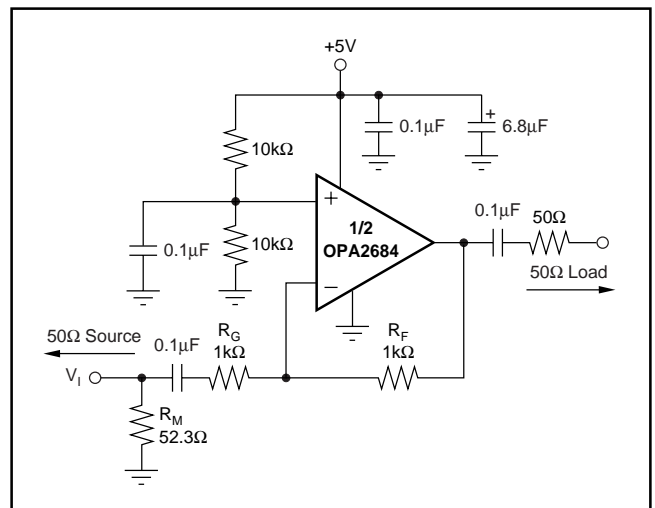 +5V
0.1µF
+
6.8µF
10kΩ
+
1/2
OPA2684
−
0.1µF
10kΩ
0.1µF
50Ω
50Ω Load
50Ω Source
V_I
0.1µF
R_G
1kΩ
R_F
1kΩ
R_M
52.3Ω